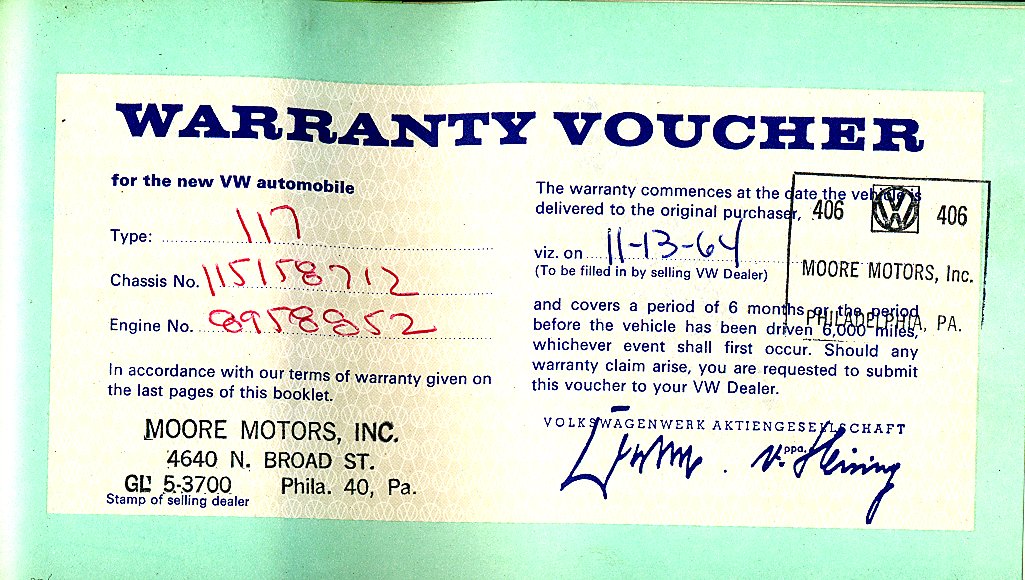 WARRANTY VOUCHER
for the new VW automobile
Type: 117
Chassis No. 115158712
Engine No. 8958852
In accordance with our terms of warranty given on
the last pages of this booklet.
MOORE MOTORS, INC.
4640 N. BROAD ST.
GL 5-3700 Phila. 40, Pa.
Stamp of selling dealer
The warranty commences at the date the vehicle is
delivered to the original purchaser,
viz. on 11-13-64
(To be filled in by selling VW Dealer)
and covers a period of 6 months or the period
before the vehicle has been driven 6,000 miles,
whichever event shall first occur. Should any
warranty claim arise, you are requested to submit
this voucher to your VW Dealer.
VOLKSWAGENWERK AKTIENGESELLSCHAFT
ppa.
406 VW 406
MOORE MOTORS, Inc.
PHILADELPHIA, PA.